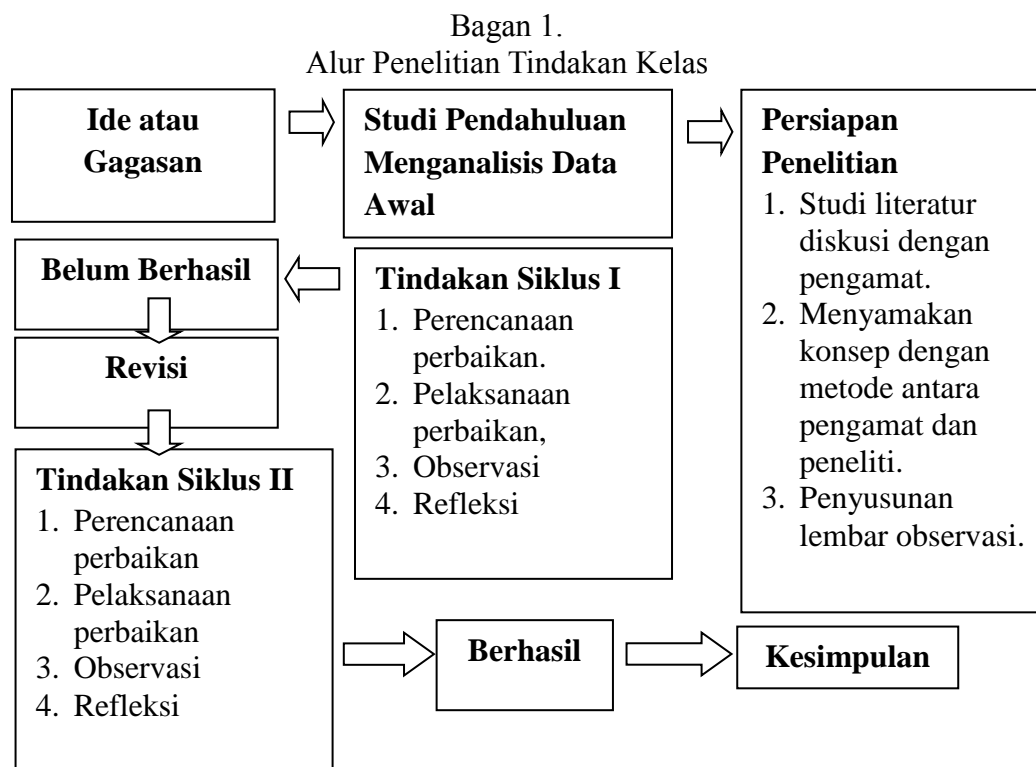 Bagan 1.
Alur Penelitian Tindakan Kelas
Ide atau
Gagasan
Studi Pendahuluan
Menganalisis Data
Awal
Persiapan
Penelitian
1. Studi literatur
diskusi dengan
pengamat.
2. Menyamakan
konsep dengan
metode antara
pengamat dan
peneliti.
3. Penyusunan
lembar observasi.
Tindakan Siklus I
1. Perencanaan
perbaikan.
2. Pelaksanaan
perbaikan,
3. Observasi
4. Refleksi
Belum Berhasil
Revisi
Tindakan Siklus II
1. Perencanaan
perbaikan
2. Pelaksanaan
perbaikan
3. Observasi
4. Refleksi
Berhasil
Kesimpulan